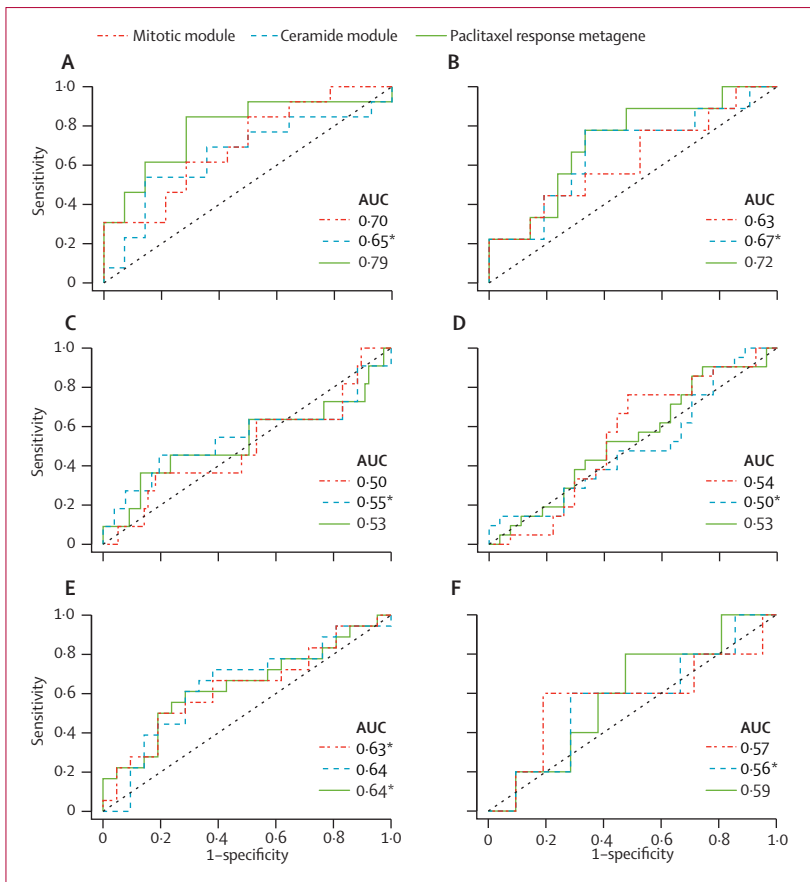 Mitotic module Ceramide module Paclitaxel response metagene
A B
1·0 1·0
0·8 0·8
0·6 0·6
Sensitivity
0·4 0·4
0·2 0·2
0 0
AUC AUC
0·70 0·63
0·65* 0·67*
0·79 0·72
C D
1·0 1·0
0·8 0·8
0·6 0·6
Sensitivity
0·4 0·4
0·2 0·2
0 0
AUC AUC
0·50 0·54
0·55* 0·50*
0·53 0·53
E F
1·0 1·0
0·8 0·8
0·6 0·6
Sensitivity
0·4 0·4
0·2 0·2
0 0
AUC AUC
0·63* 0·57
0·64 0·56*
0·64* 0·59
0 0·2 0·4 0·6 0·8 1·0 0 0·2 0·4 0·6 0·8 1·0
1–specificity 1–specificity